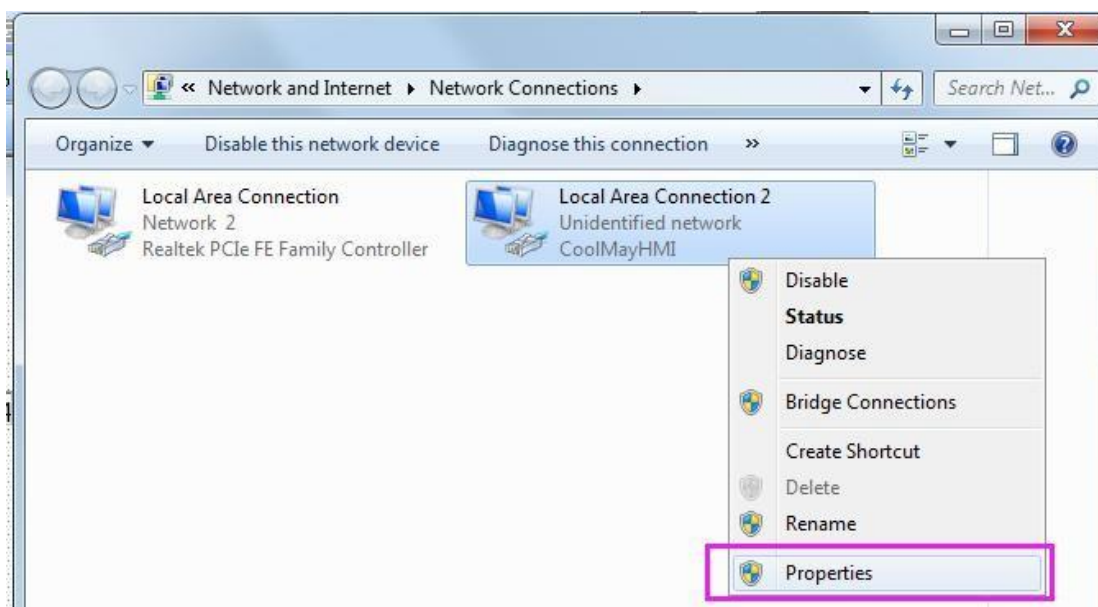 « Network and Internet ▸ Network Connections ▸
Search Net...
Organize ▾ Disable this network device Diagnose this connection »
Local Area Connection
Network 2
Realtek PCIe FE Family Controller
Local Area Connection 2
Unidentified network
CoolMayHMI
Disable
Status
Diagnose
Bridge Connections
Create Shortcut
Delete
Rename
Properties